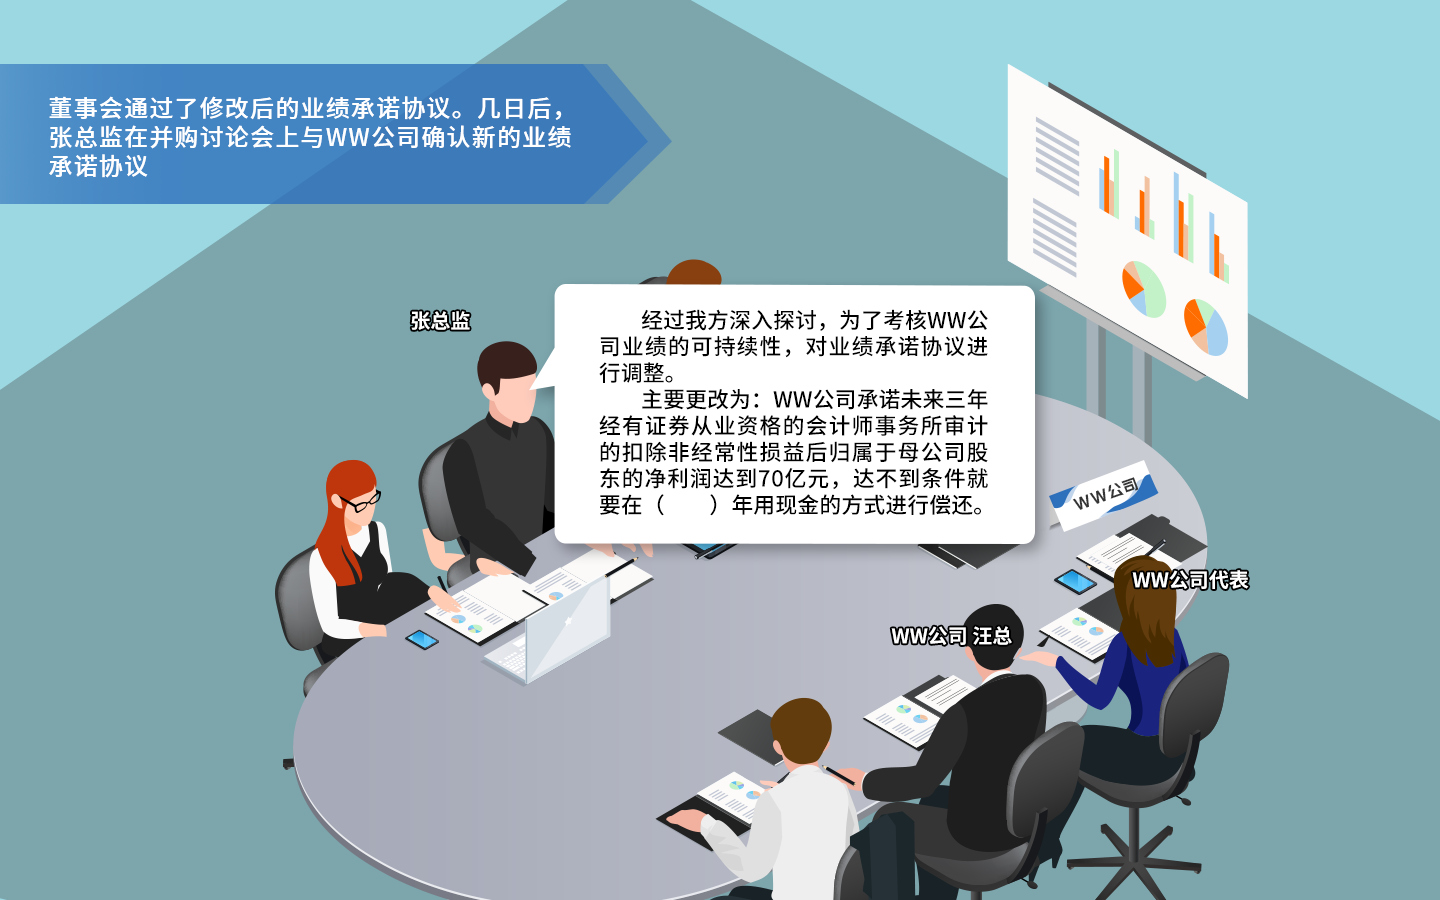 董事会通过了修改后的业绩承诺协议。几日后，
张总监在并购讨论会上与WW公司确认新的业绩
承诺协议
张总监
经过我方深入探讨，为了考核WW公
司业绩的可持续性，对业绩承诺协议进
行调整。
主要更改为：WW公司承诺未来三年
经有证券从业资格的会计师事务所审计
的扣除非经常性损益后归属于母公司股
东的净利润达到70亿元，达不到条件就
要在（　　）年用现金的方式进行偿还。
WW公司
WW公司代表
WW公司 汪总